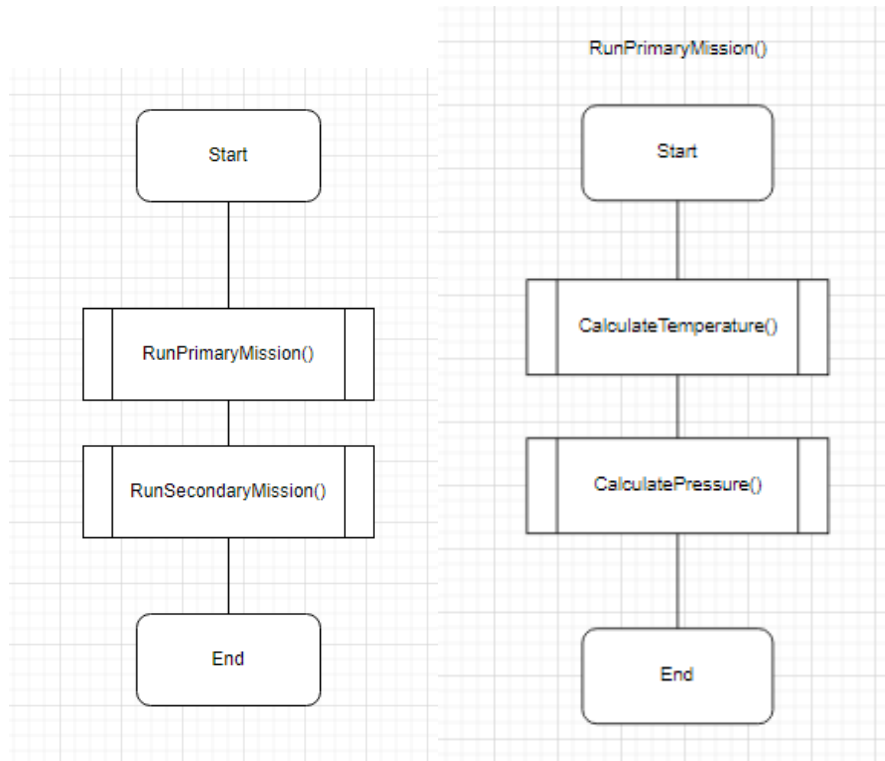 Start
RunPrimaryMission()
RunSecondaryMission()
End
RunPrimaryMission()
Start
CalculateTemperature()
CalculatePressure()
End